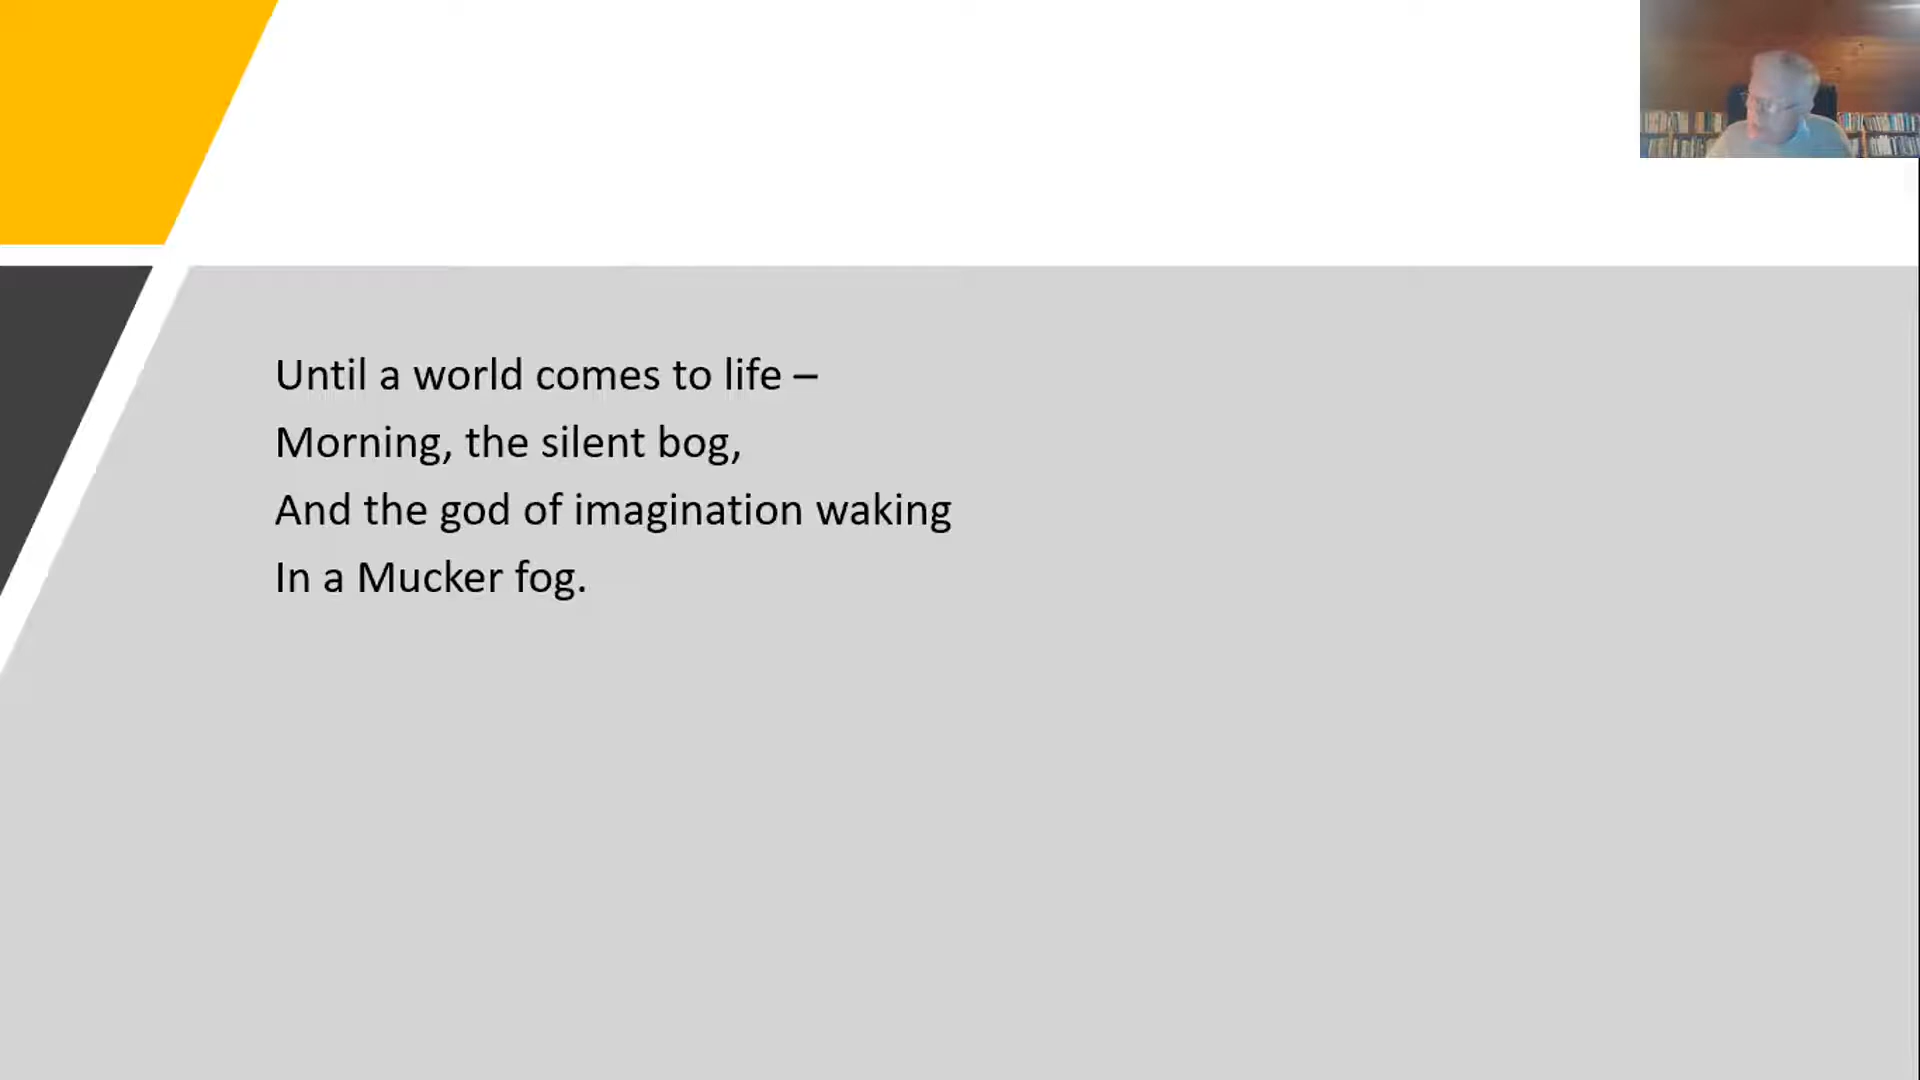 Until a world comes to life –
Morning, the silent bog,
And the god of imagination waking
In a Mucker fog.